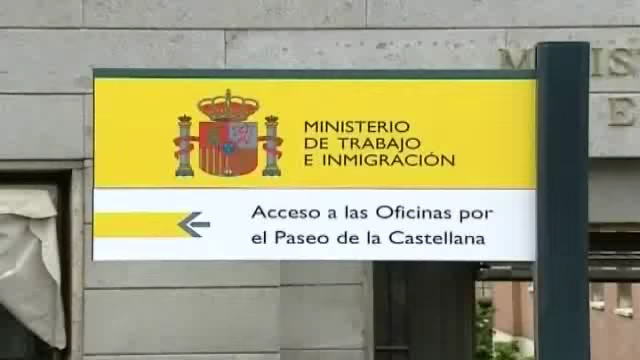 MINISTERIO
DE TRABAJO
E INMIGRACIÓN
Acceso a las Oficinas por
el Paseo de la Castellana